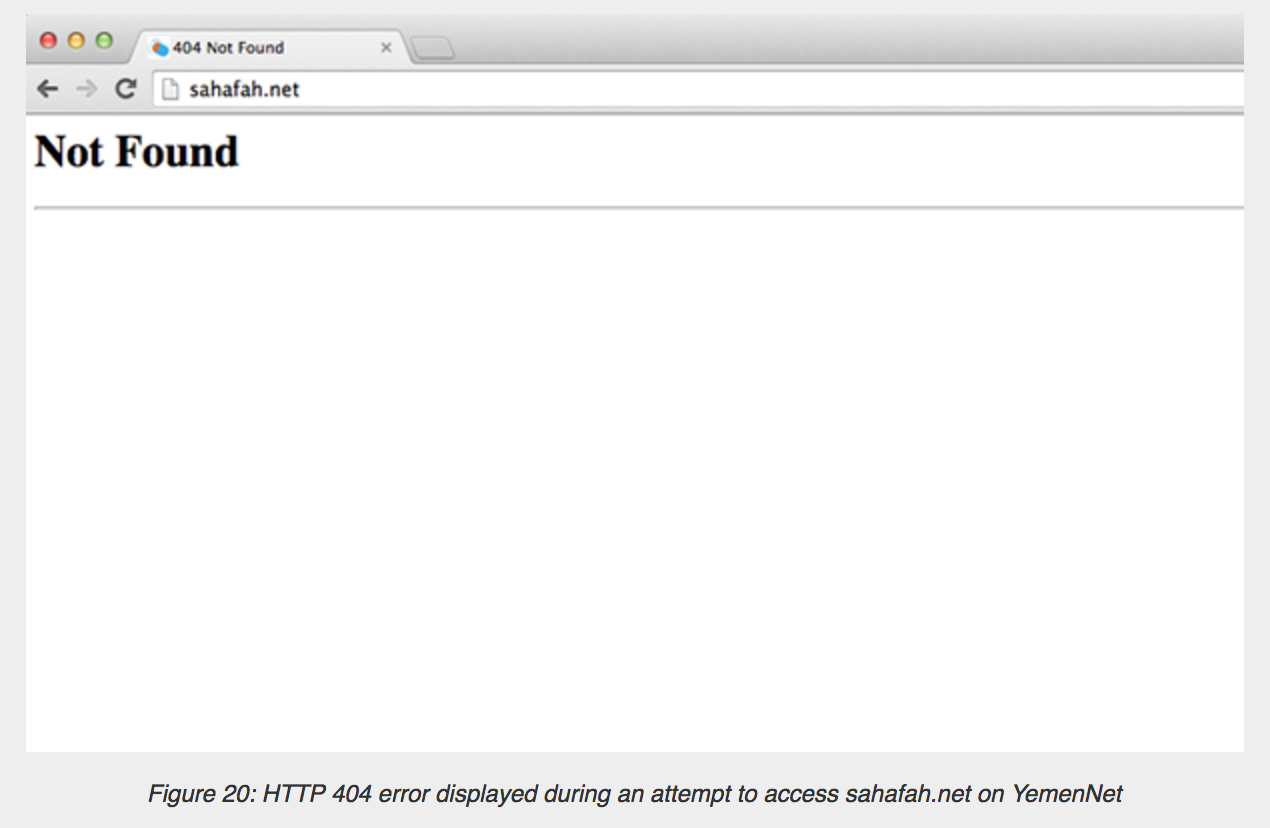 404 Not Found
sahafah.net
Not Found
Figure 20: HTTP 404 error displayed during an attempt to access sahafah.net on YemenNet